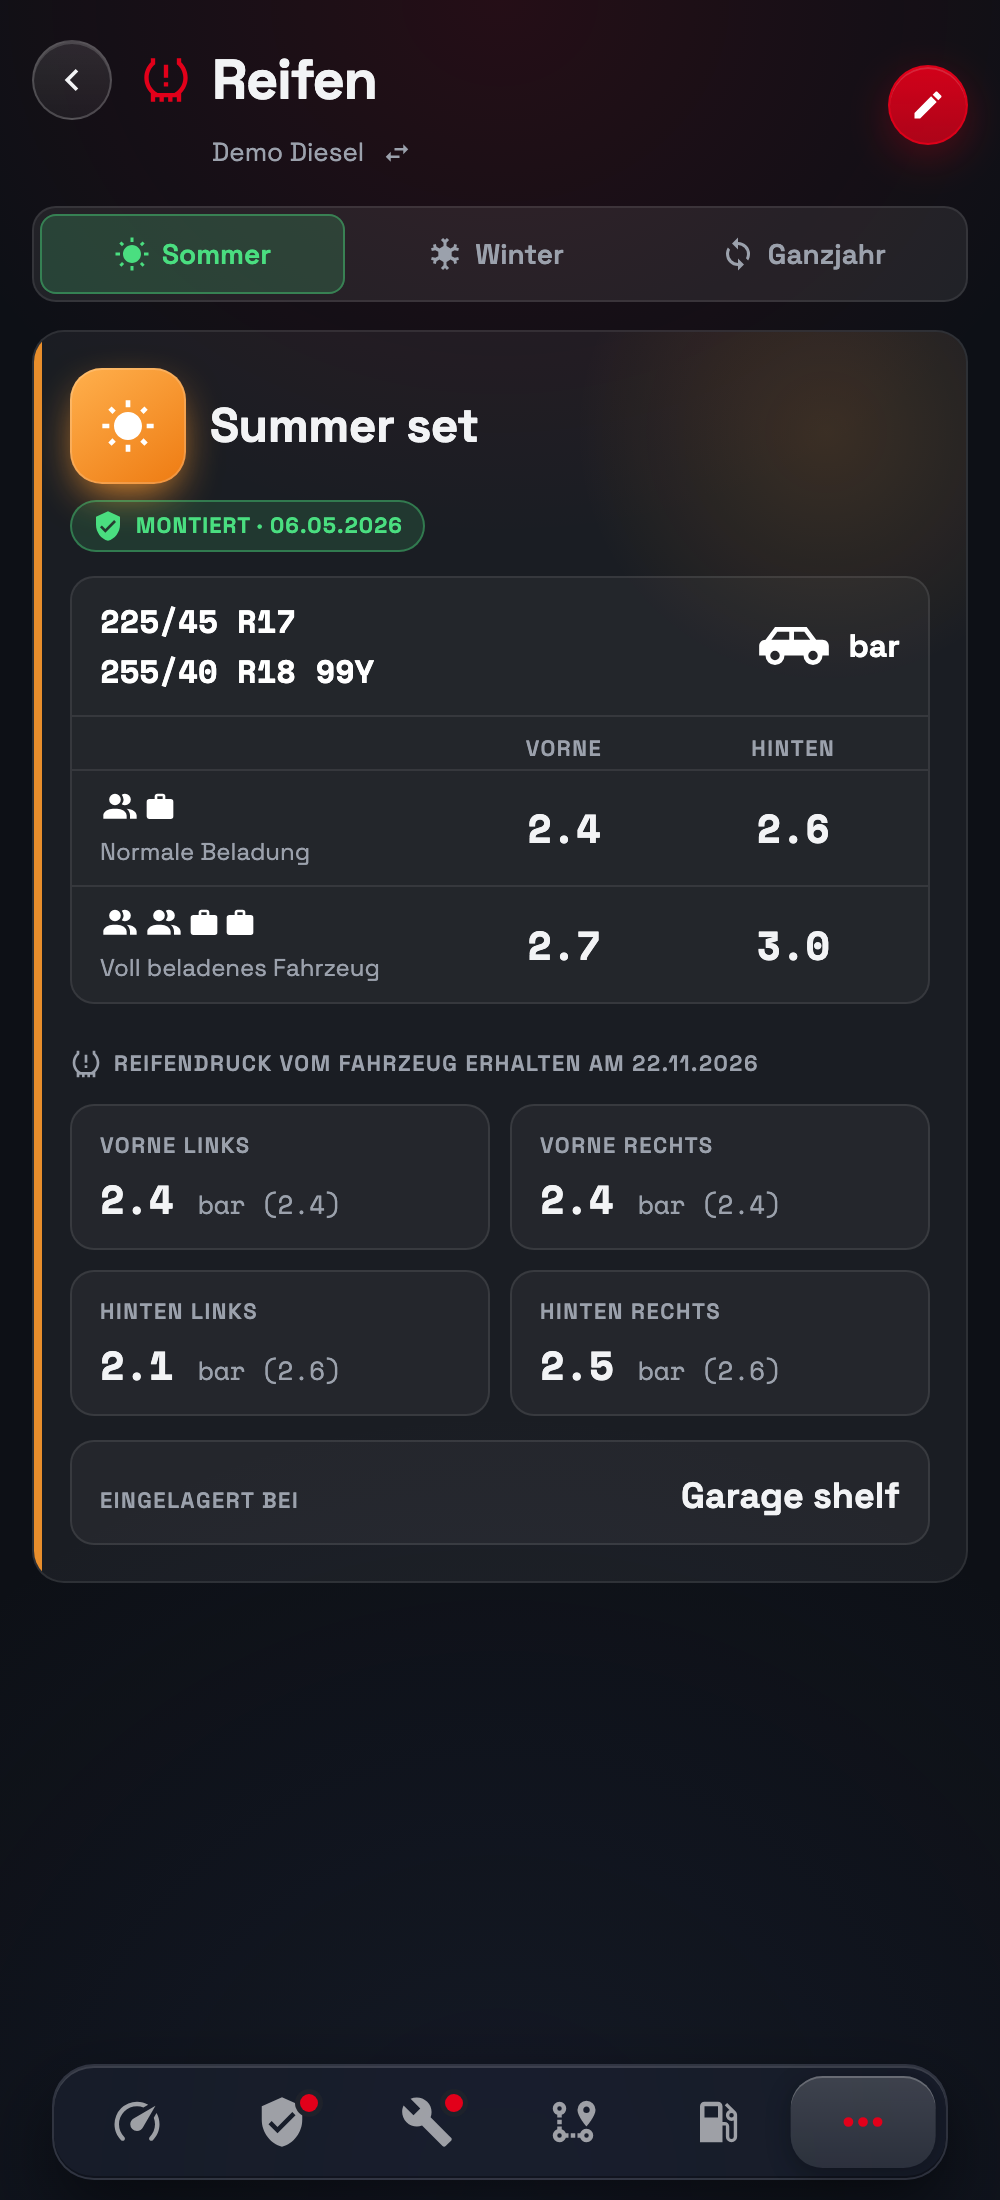 Reifen
Demo Diesel
Sommer
Winter
Ganzjahr
Summer set
MONTIERT · 06.05.2026
225/45 R17
255/40 R18 99Y
bar
VORNE
HINTEN
Normale Beladung
2.4
2.6
Voll beladenes Fahrzeug
2.7
3.0
REIFENDRUCK VOM FAHRZEUG ERHALTEN AM 22.11.2026
VORNE LINKS
2.4 bar (2.4)
VORNE RECHTS
2.4 bar (2.4)
HINTEN LINKS
2.1 bar (2.6)
HINTEN RECHTS
2.5 bar (2.6)
EINGELAGERT BEI
Garage shelf